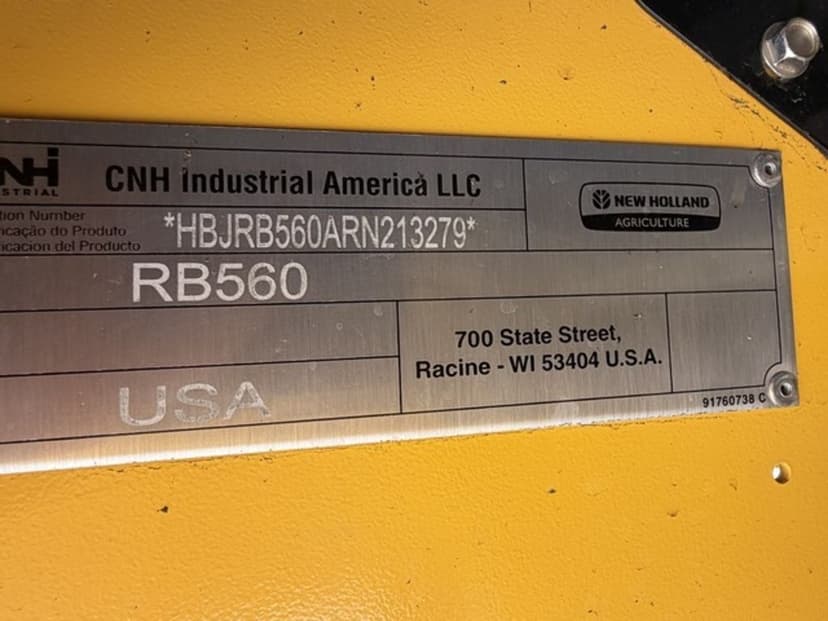 CNH Industrial America LLC
NEW HOLLAND
AGRICULTURE
*HBJRB560ARN213279*
RB560
700 State Street,
Racine - WI 53404 U.S.A.
USA
91760738 C